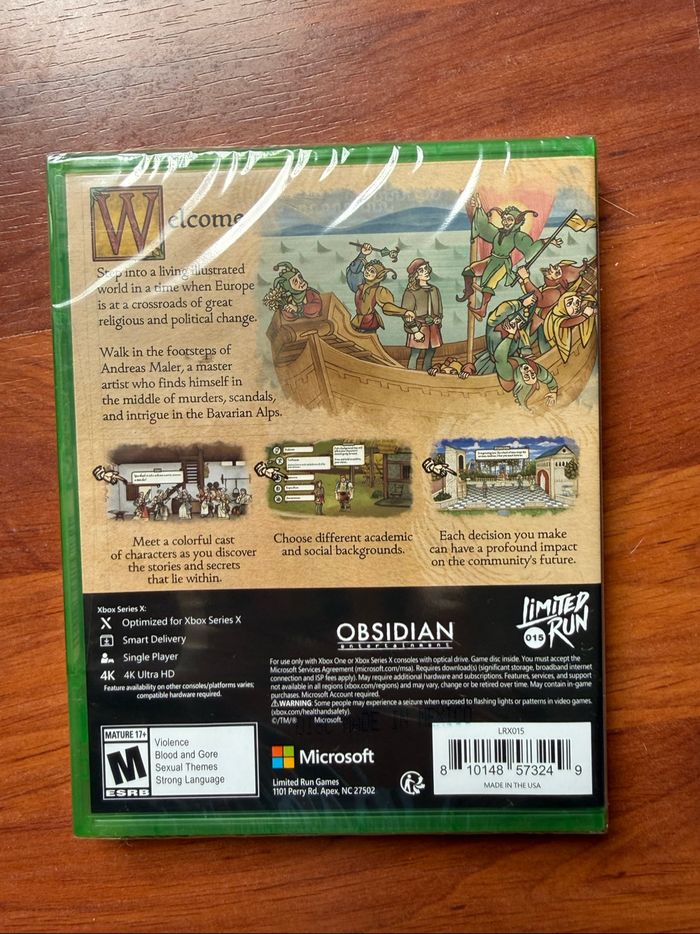 Welcome
Step into a living illustrated
world in a time when Europe
is at a crossroads of great
religious and political change.
Walk in the footsteps of
Andreas Maler, a master
artist who finds himself in
the middle of murders, scandals,
and intrigue in the Bavarian Alps.
Meet a colorful cast
of characters as you discover
the stories and secrets
that lie within.
Choose different academic
and social backgrounds.
Each decision you make
can have a profound impact
on the community's future.
Xbox Series X:
X Optimized for Xbox Series X
Smart Delivery
Single Player
4K 4K Ultra HD
Feature availability on other consoles/platforms varies;
compatible hardware required.
OBSIDIAN
entertainment
LIMITED
RUN
015
For use only with Xbox One or Xbox Series X consoles with optical drive. Game disc inside. You must accept the
Microsoft Services Agreement (microsoft.com/msa). Requires download(s) (significant storage, broadband internet
connection and ISP fees apply). May require additional hardware and subscriptions. Features, services, and support
not available in all regions (xbox.com/regions) and may vary, change or be retired over time. May contain in-game
purchases. Microsoft Account required.
WARNING: Some people may experience a seizure when exposed to flashing lights or patterns in video games.
(xbox.com/healthandsafety).
©/TM/® Microsoft.
DISC MADE IN MEXICO
MATURE 17+
M
ESRB
Violence
Blood and Gore
Sexual Themes
Strong Language
Microsoft
Limited Run Games
1101 Perry Rd. Apex, NC 27502
R
LRX015
8 10148 57324 9
MADE IN THE USA